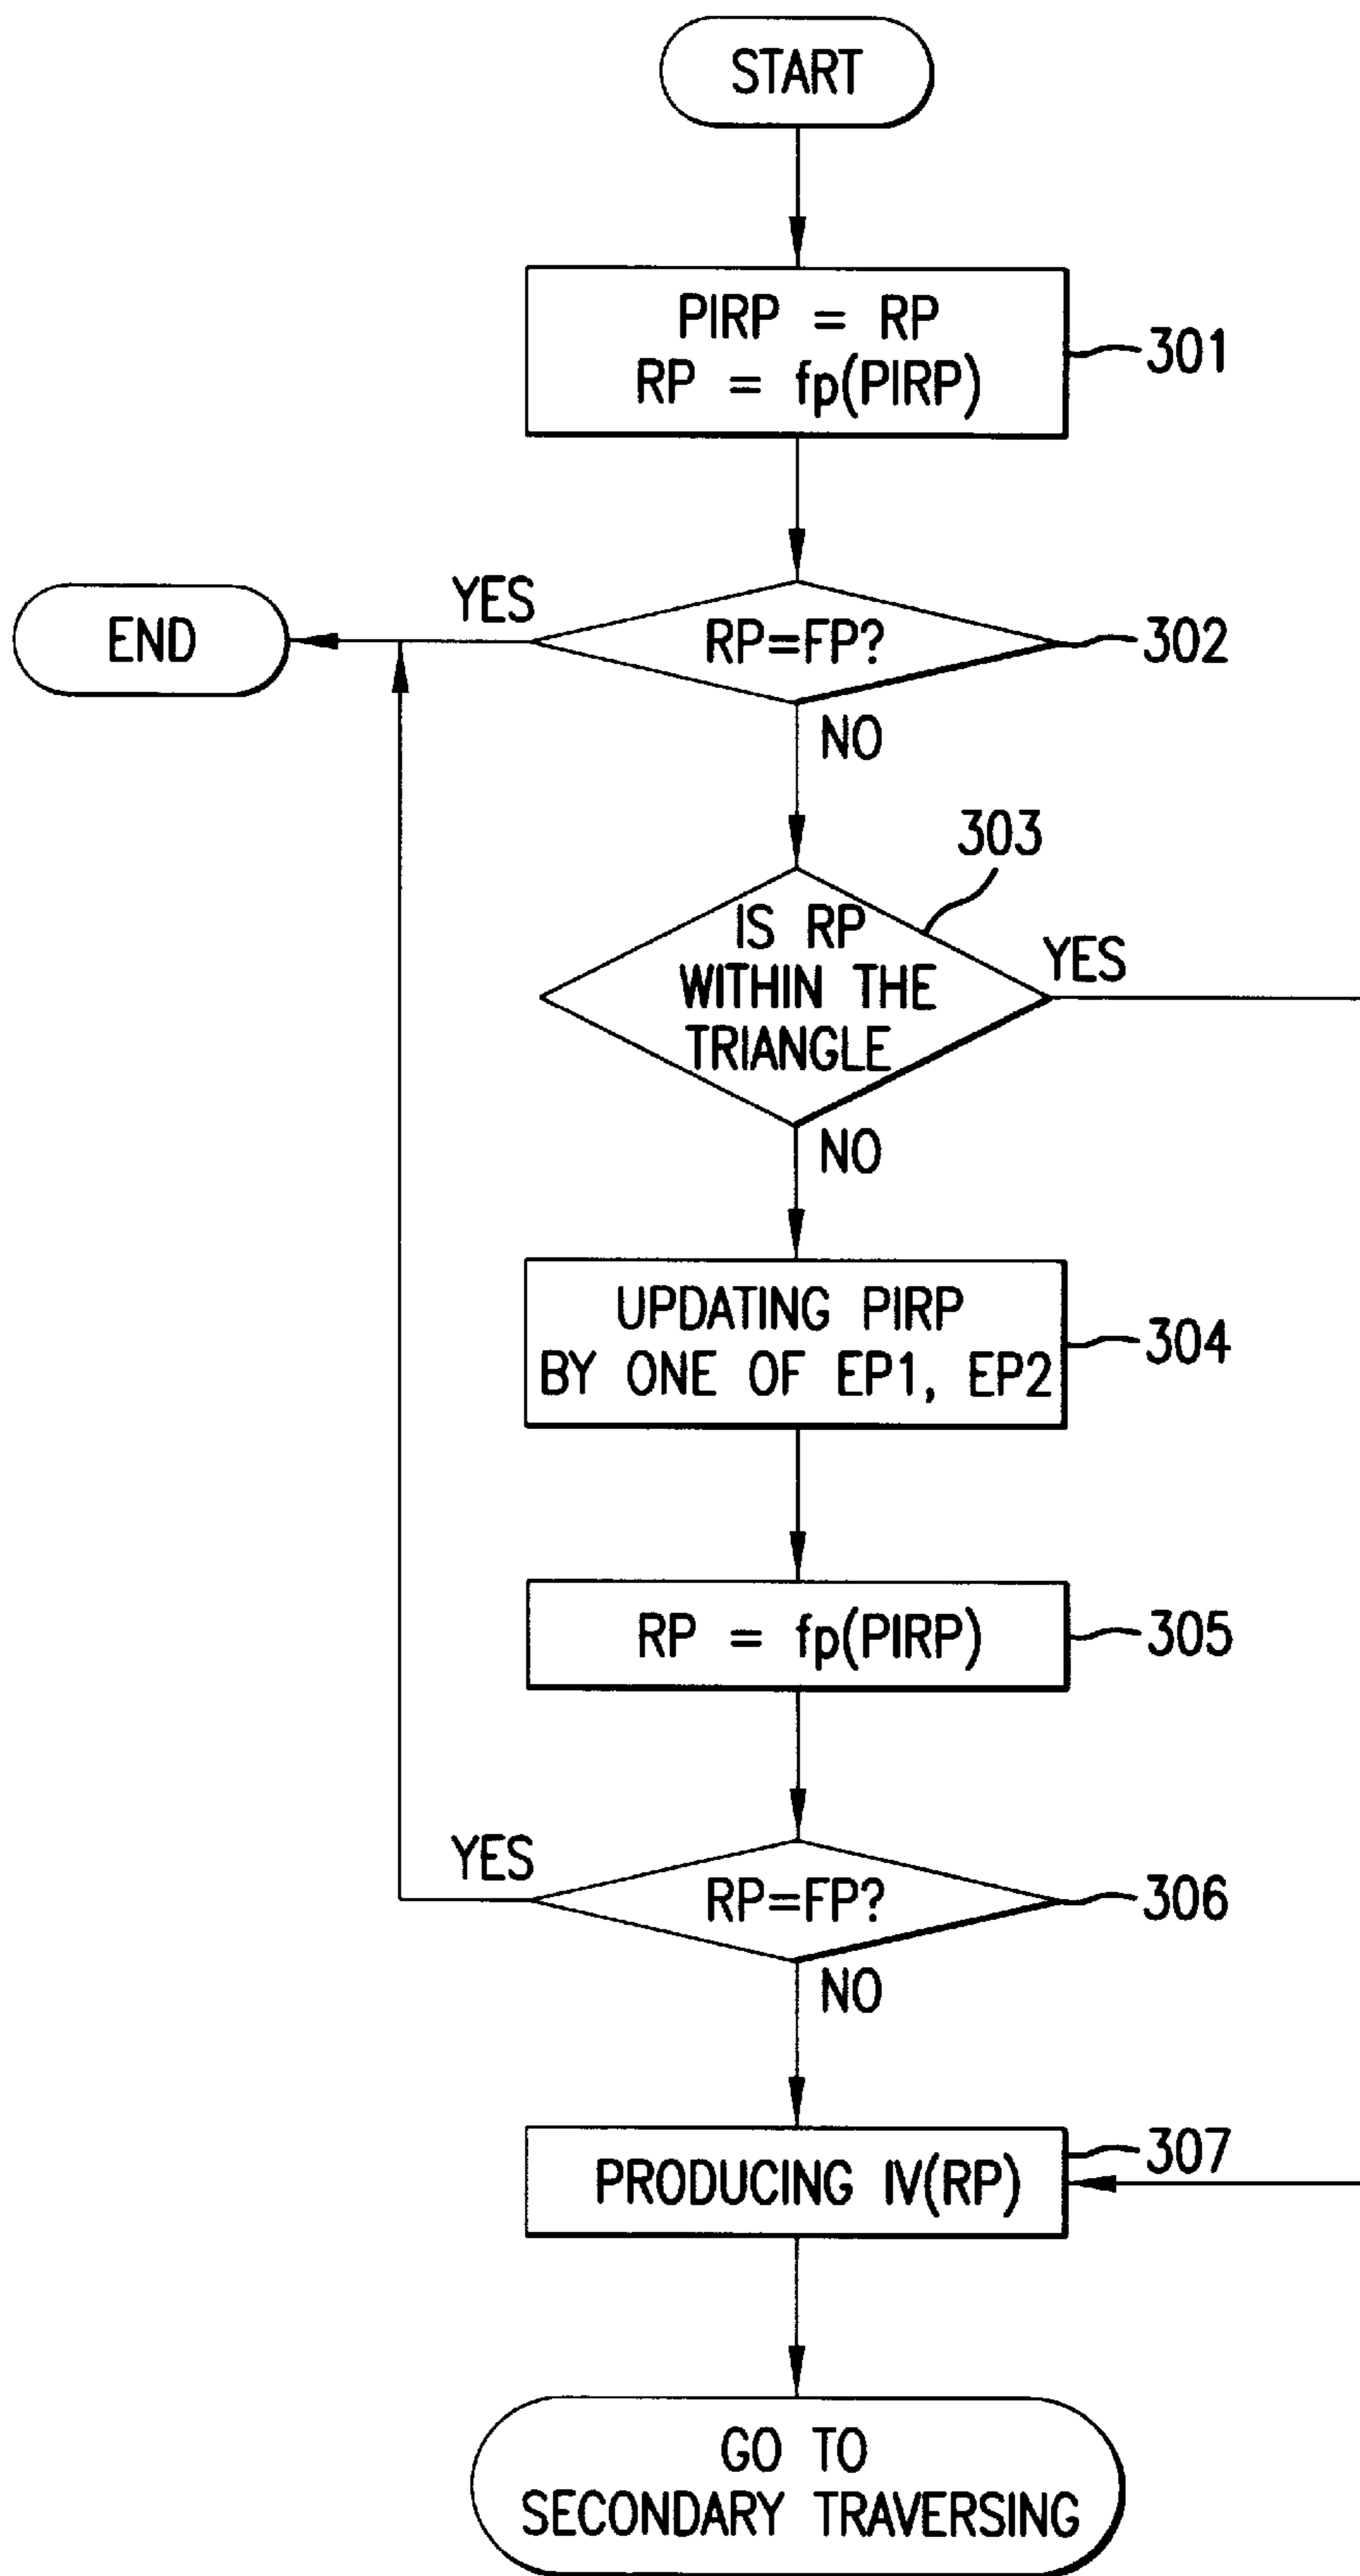 START
PIRP = RP
RP = fp(PIRP)
301
YES
END
RP=FP?
302
NO
303
IS RP
WITHIN THE
TRIANGLE
YES
NO
UPDATING PIRP
BY ONE OF EP1, EP2
304
RP = fp(PIRP)
305
YES
RP=FP?
306
NO
PRODUCING IV(RP)
307
GO TO
SECONDARY TRAVERSING